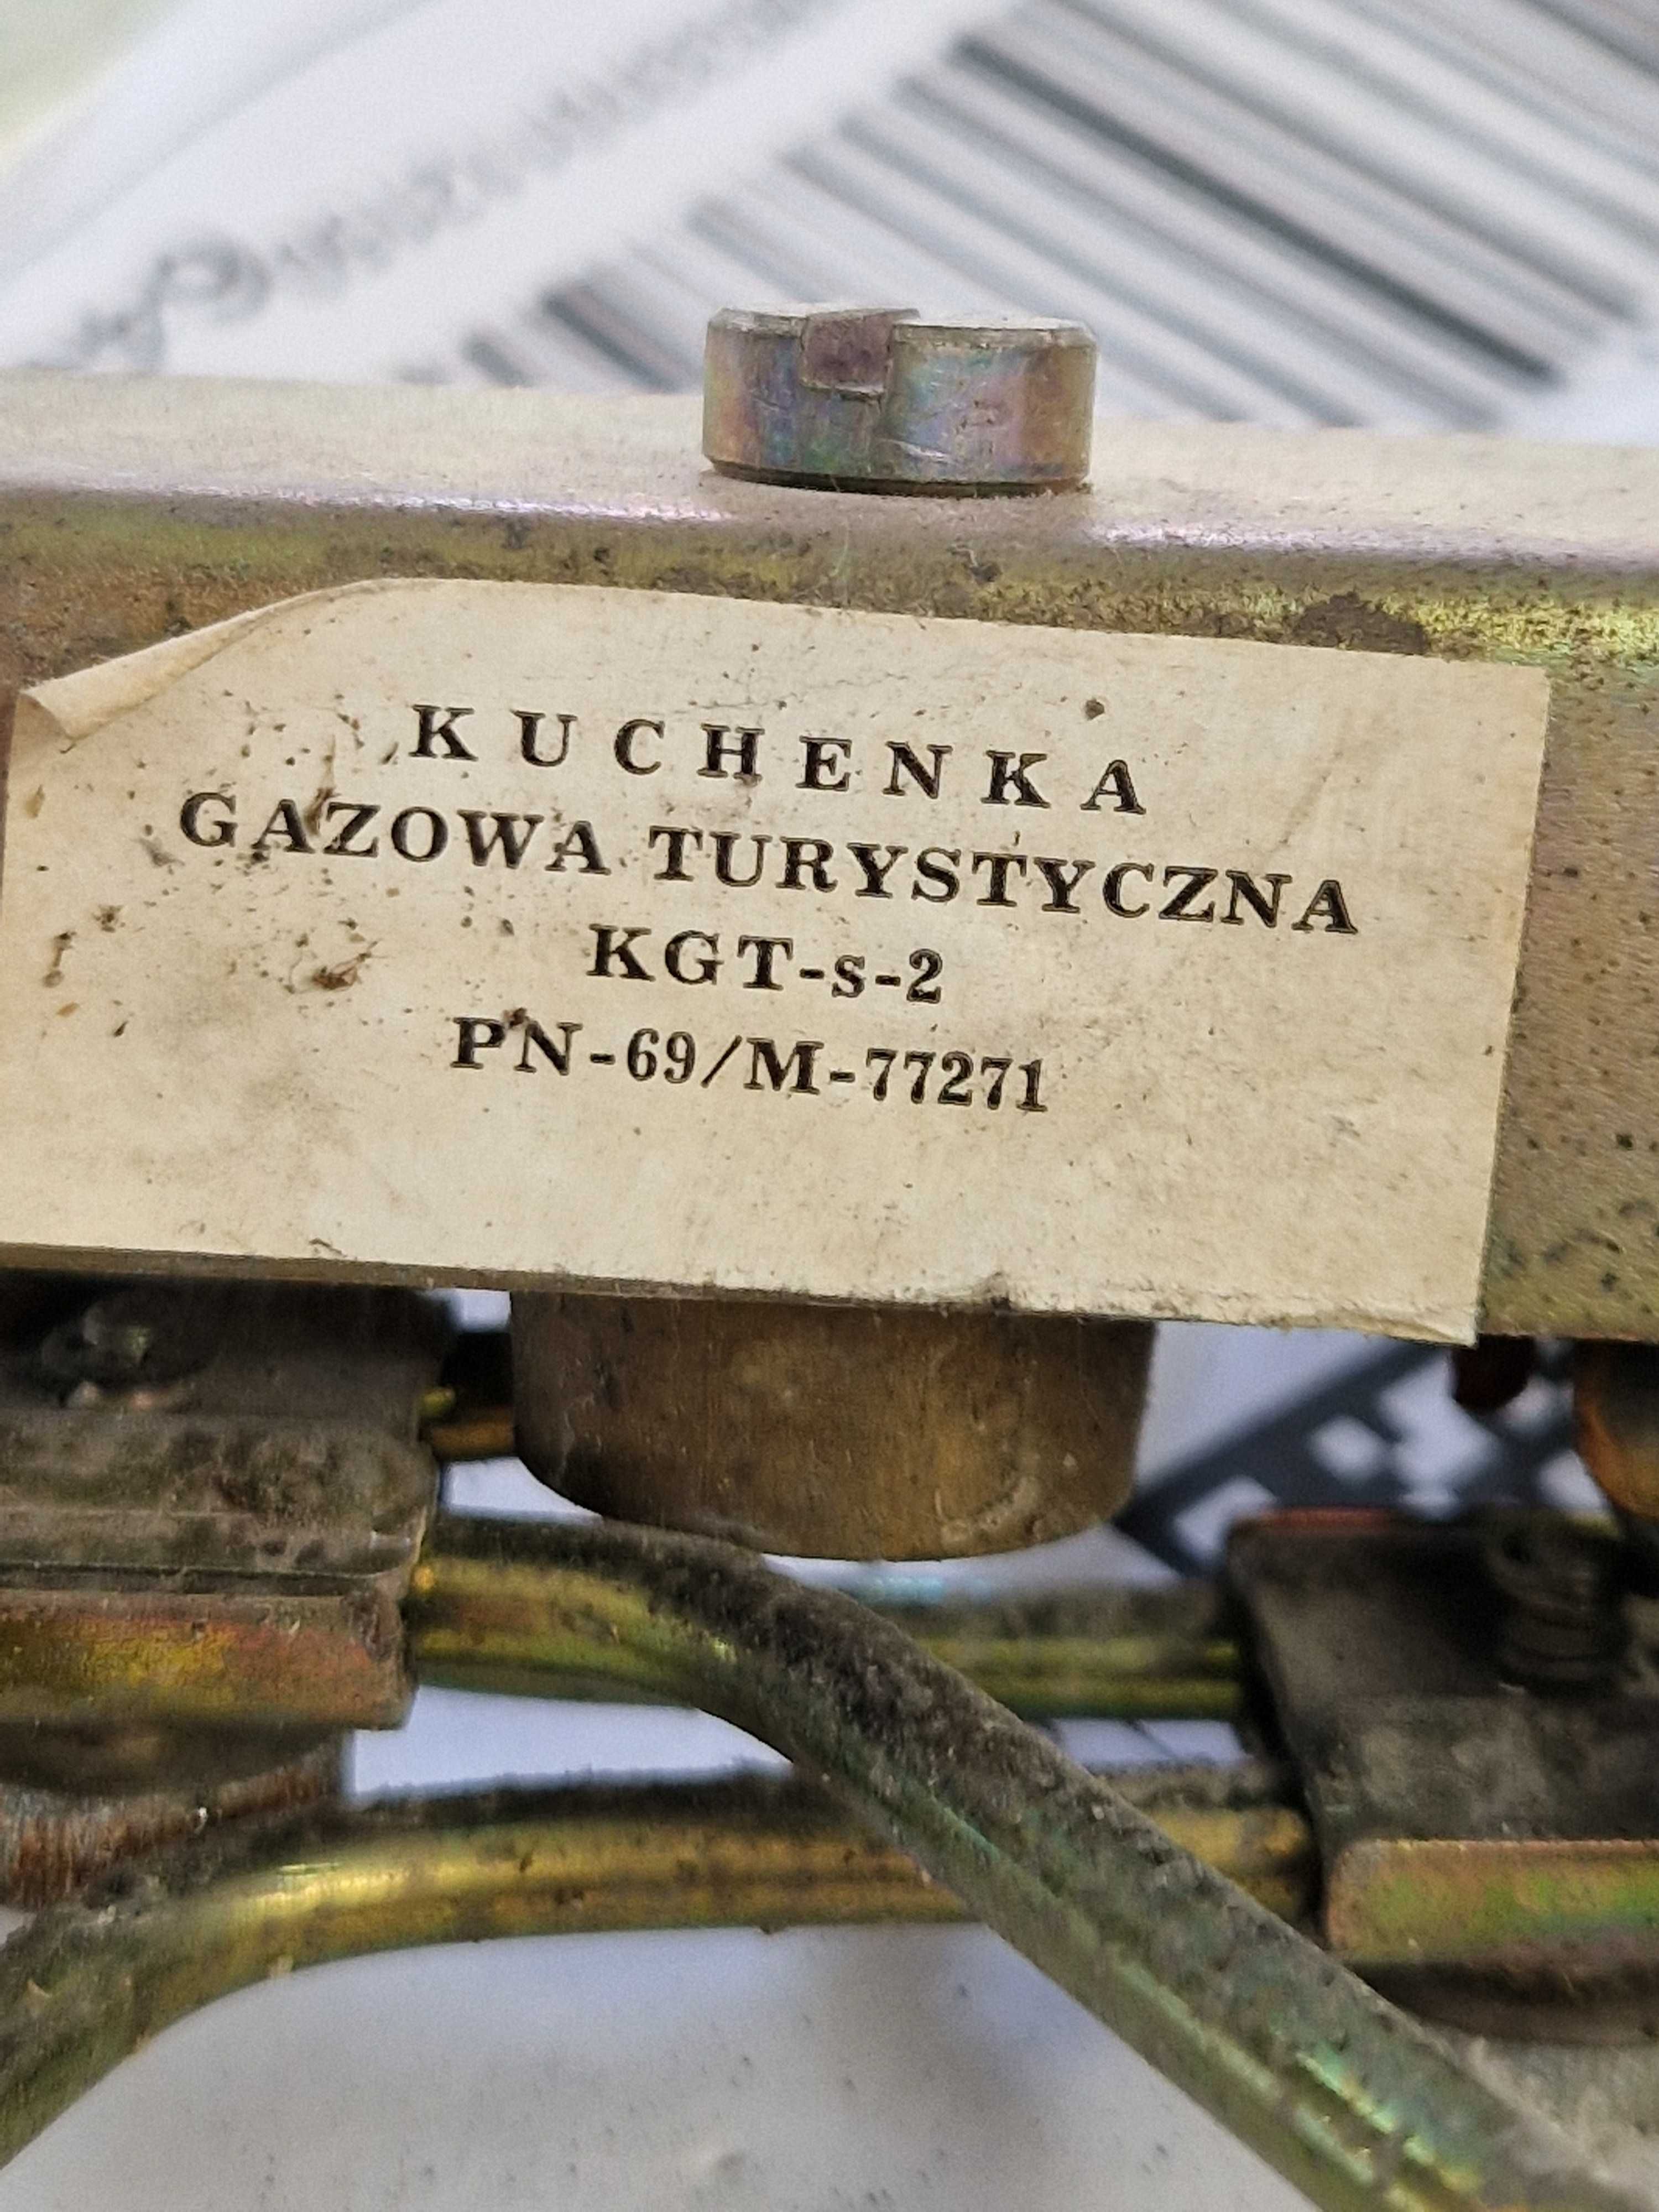 KUCHENKA
GAZOWA TURYSTYCZNA
KGT-s-2
PN-69/M-77271